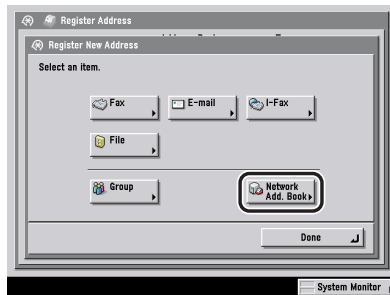 Register Address
Register New Address
Select an item.
Fax
E-mail
I-Fax
File
Group
Network
Add. Book
Done
System Monitor